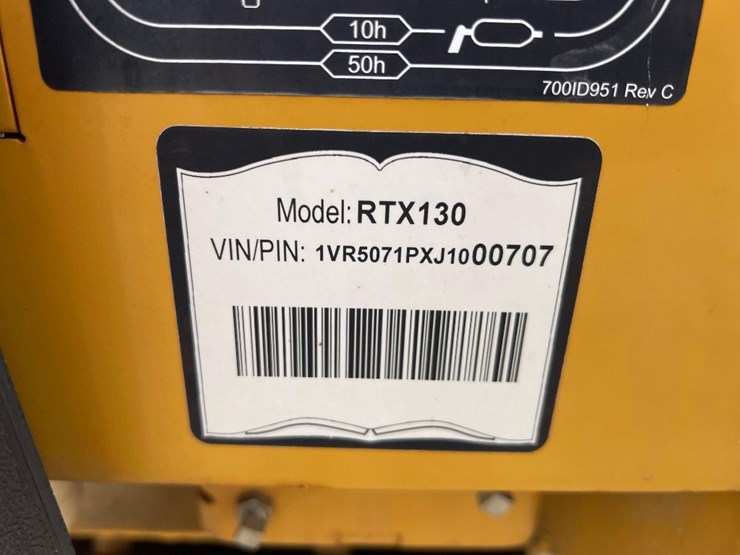 10h
50h
700ID951 Rev C
Model: RTX130
VIN/PIN: 1VR5071PXJ1000707